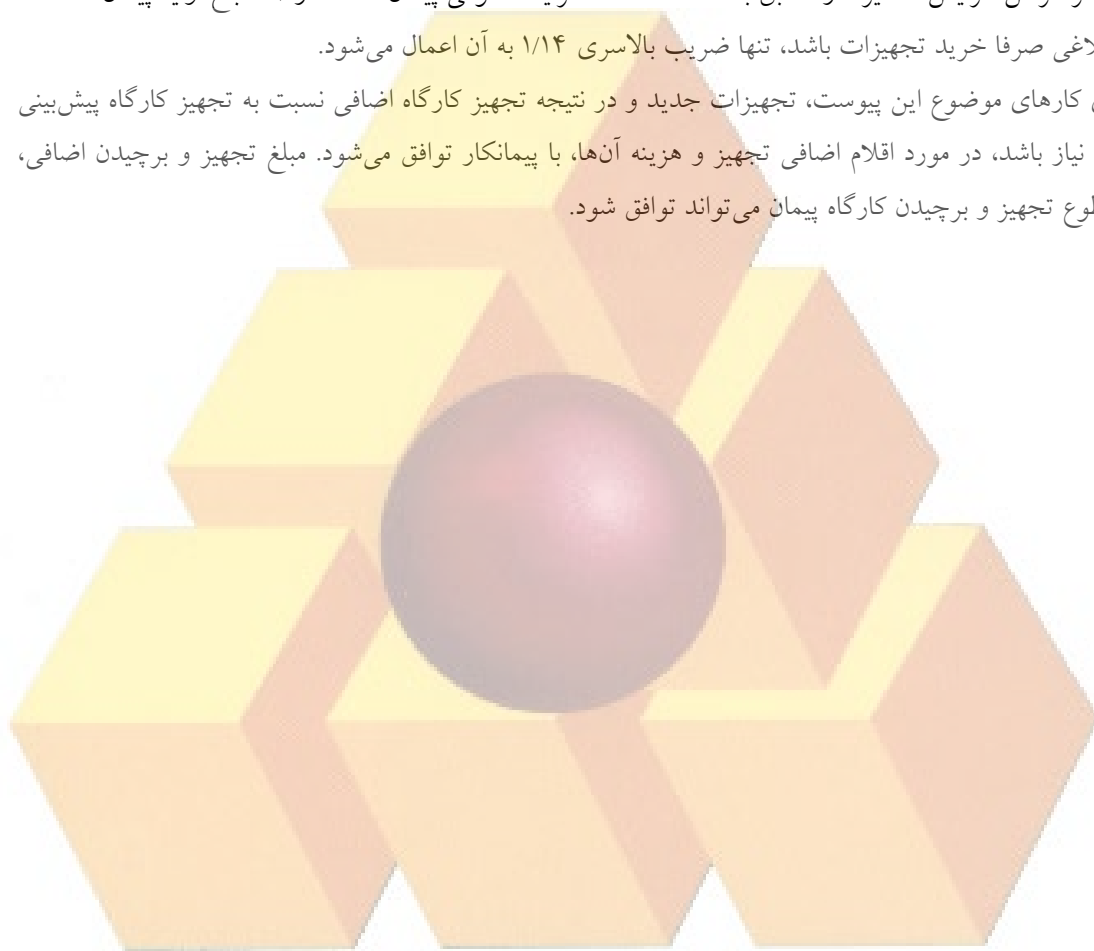 لاغی صرفا خرید تجهیزات باشد، تنها ضریب بالاسری ۱/۱۴ به آن اعمال می‌شود.
کارهای موضوع این پیوست، تجهیزات جدید و در نتیجه تجهیز کارگاه اضافی نسبت به تجهیز کارگاه پیش‌بینی
نیاز باشد، در مورد اقلام اضافی تجهیز و هزینه آن‌ها، با پیمانکار توافق می‌شود. مبلغ تجهیز و برچیدن اضافی،
طوع تجهیز و برچیدن کارگاه پیمان می‌تواند توافق شود.